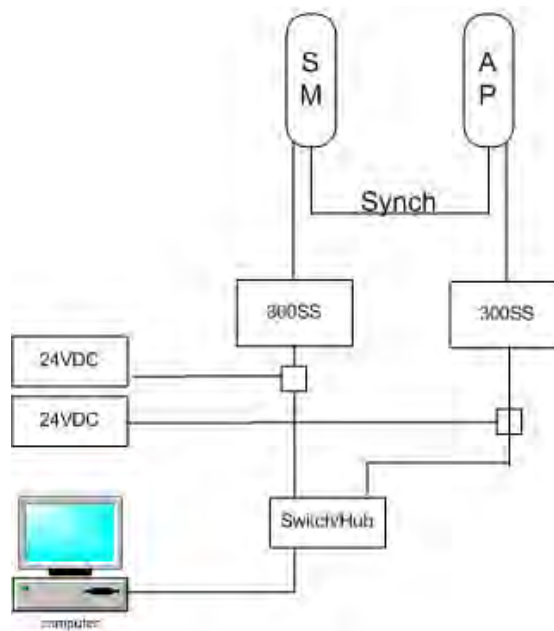 S
M
A
P
Synch
300SS
300SS
24VDC
24VDC
Switch/Hub
computer